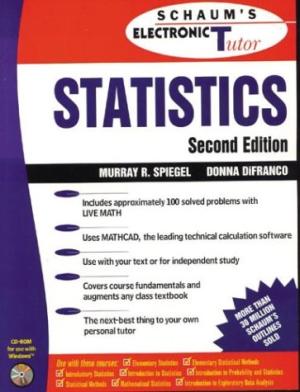 SCHAUM'S
ELECTRONIC Tutor
STATISTICS
Second Edition
MURRAY R. SPIEGEL DONNA DiFRANCO
Includes approximately 100 solved problems with
LIVE MATH
Uses MATHCAD, the leading technical calculation software
Use with your text or for independent study
Covers course fundamentals and
augments any class textbook
The next-best thing to your own
personal tutor
MORE THAN
30 MILLION
SCHAUM'S
OUTLINES
SOLD
CD-ROM
for use with
Windows™
Use with these courses: Elementary Statistics Elementary Statistical Methods
Introductory Statistics Introduction to Statistics Introduction to Probability and Statistics
Statistical Methods Mathematical Statistics Introduction to Exploratory Data Analysis